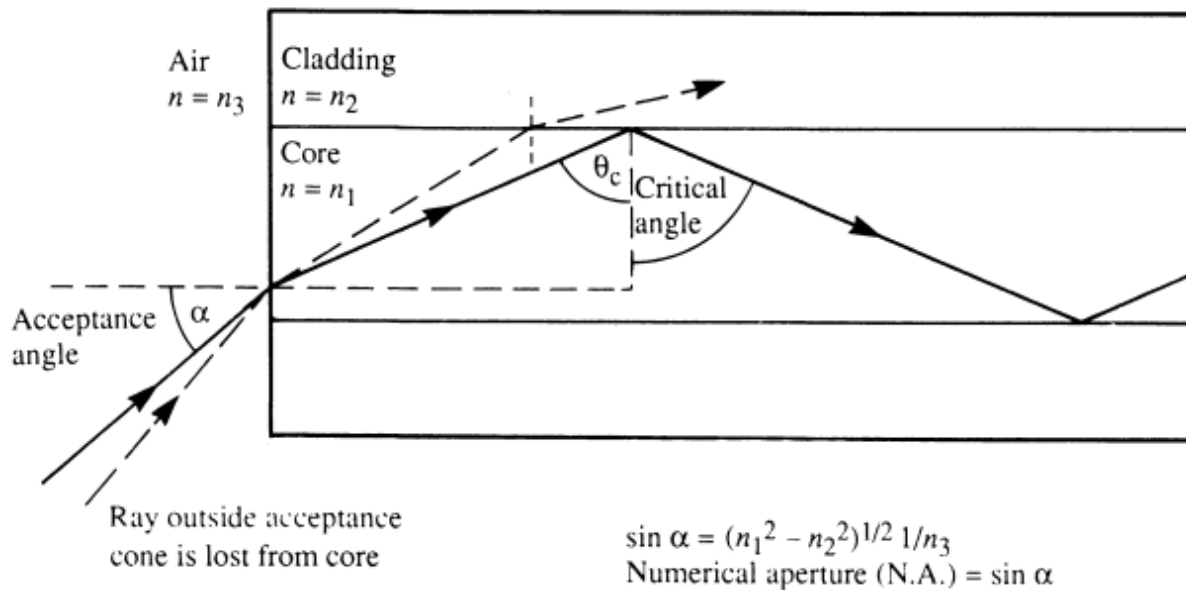 Air
n = n₃
Cladding
n = n₂
Core
n = n₁
θc
Critical
angle
α
Acceptance
angle
Ray outside acceptance
cone is lost from core
sin α = (n₁² − n₂²)¹/² 1/n₃
Numerical aperture (N.A.) = sin α